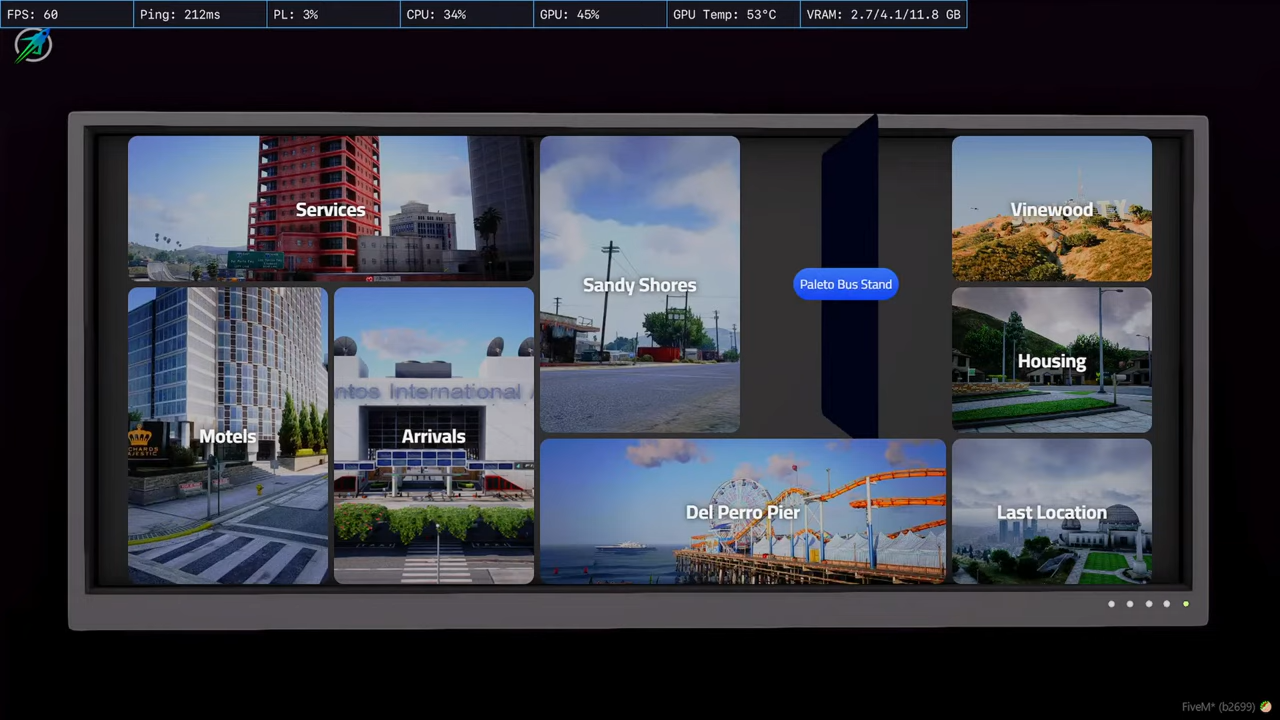 FPS: 60
Ping: 212ms
PL: 3%
CPU: 34%
GPU: 45%
GPU Temp: 53°C
VRAM: 2.7/4.1/11.8 GB
Services
Sandy Shores
Paleto Bus Stand
Vinewood
Motels
Arrivals
ntos International A
Housing
Del Perro Pier
Last Location
FiveM* (b2699)